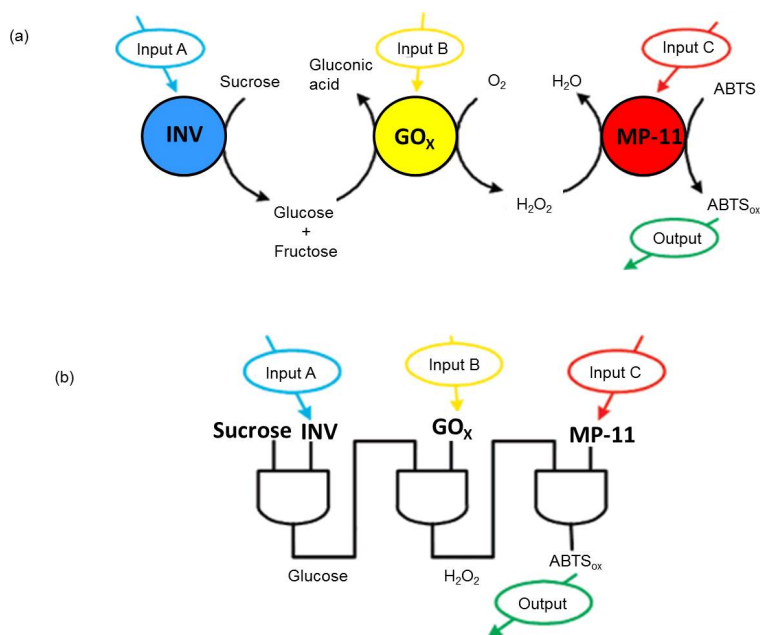 (a)
Input A
Input B
Input C
Sucrose
Gluconic
acid
O₂
H₂O
ABTS
INV
GOₓ
MP-11
Glucose
+
Fructose
H₂O₂
ABTSₒₓ
Output
(b)
Input A
Input B
Input C
Sucrose INV
GOₓ
MP-11
Glucose
H₂O₂
ABTSₒₓ
Output